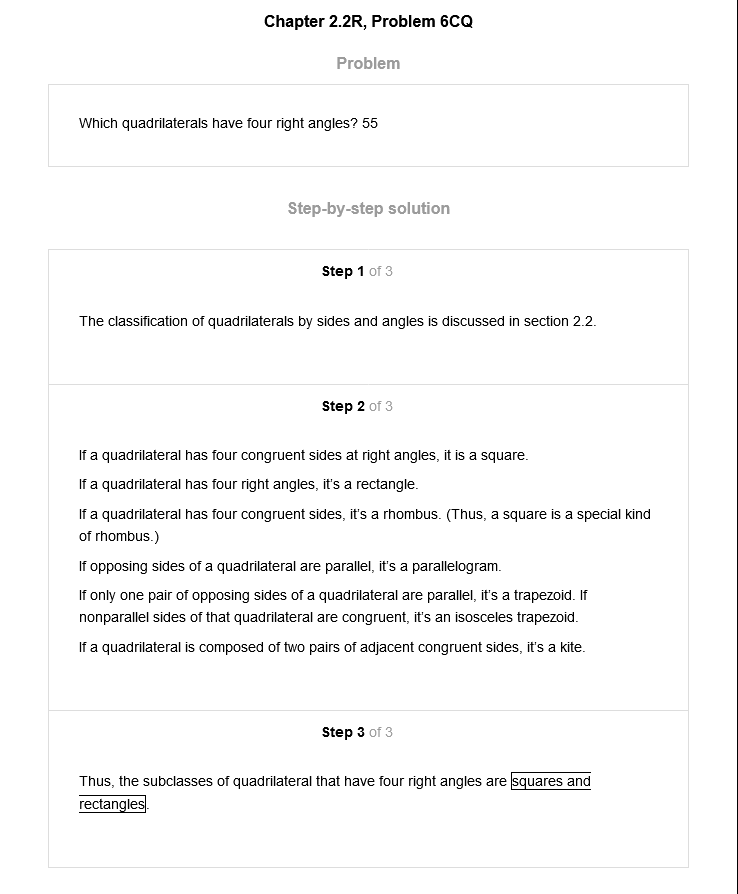 Chapter 2.2R, Problem 6CQ
Problem
Which quadrilaterals have four right angles? 55
Step-by-step solution
Step 1 of 3
The classification of quadrilaterals by sides and angles is discussed in section 2.2.
Step 2 of 3
If a quadrilateral has four congruent sides at right angles, it is a square.
If a quadrilateral has four right angles, it’s a rectangle.
If a quadrilateral has four congruent sides, it’s a rhombus. (Thus, a square is a special kind
of rhombus.)
If opposing sides of a quadrilateral are parallel, it’s a parallelogram.
If only one pair of opposing sides of a quadrilateral are parallel, it’s a trapezoid. If
nonparallel sides of that quadrilateral are congruent, it’s an isosceles trapezoid.
If a quadrilateral is composed of two pairs of adjacent congruent sides, it’s a kite.
Step 3 of 3
Thus, the subclasses of quadrilateral that have four right angles are squares and
rectangles.